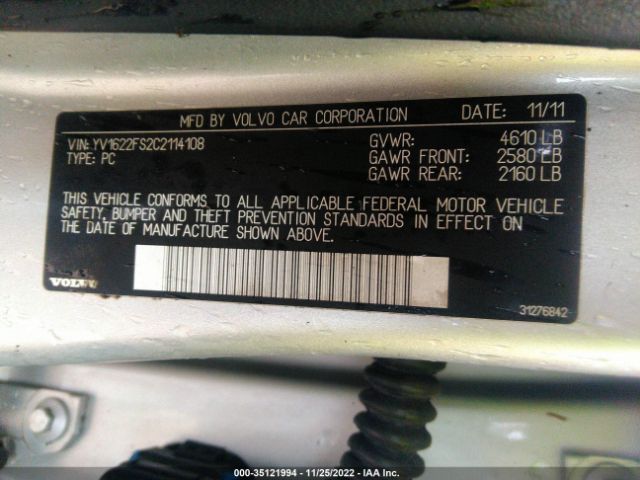 MFD BY VOLVO CAR CORPORATION DATE: 11/11
VIN: YV1622FS2C2114108 GVWR: 4610 LB
TYPE: PC GAWR FRONT: 2580 LB
GAWR REAR: 2160 LB
THIS VEHICLE CONFORMS TO ALL APPLICABLE FEDERAL MOTOR VEHICLE
SAFETY, BUMPER AND THEFT PREVENTION STANDARDS IN EFFECT ON
THE DATE OF MANUFACTURE SHOWN ABOVE.
VOLVO
31276842
000-35121994 — 11/25/2022 — IAA Inc.